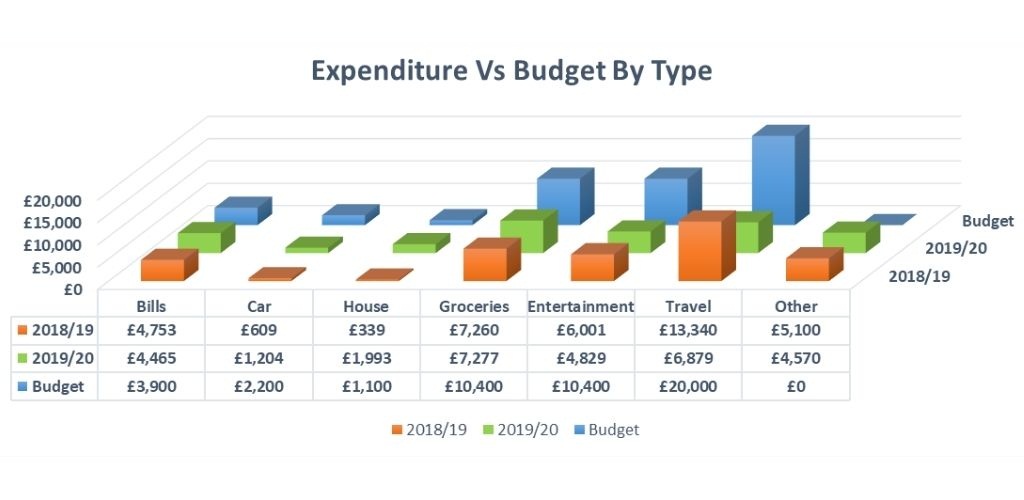 Expenditure Vs Budget By Type
£20,000
£15,000
£10,000
£5,000
£0
Budget
2019/20
2018/19
Bills Car House Groceries Entertainment Travel Other
2018/19 £4,753 £609 £339 £7,260 £6,001 £13,340 £5,100
2019/20 £4,465 £1,204 £1,993 £7,277 £4,829 £6,879 £4,570
Budget £3,900 £2,200 £1,100 £10,400 £10,400 £20,000 £0
2018/19 2019/20 Budget